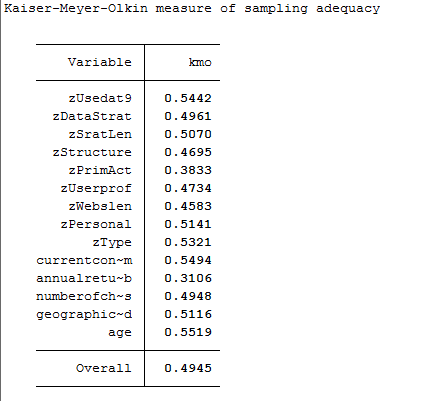 Kaiser-Meyer-Olkin measure of sampling adequacy
Variable kmo
zUsedat9 0.5442
zDataStrat 0.4961
zSratLen 0.5070
zStructure 0.4695
zPrimAct 0.3833
zUserprof 0.4734
zWebslen 0.4583
zPersonal 0.5141
zType 0.5321
currentcon~m 0.5494
annualretu~b 0.3106
numberofch~s 0.4948
geographic~d 0.5116
age 0.5519
Overall 0.4945